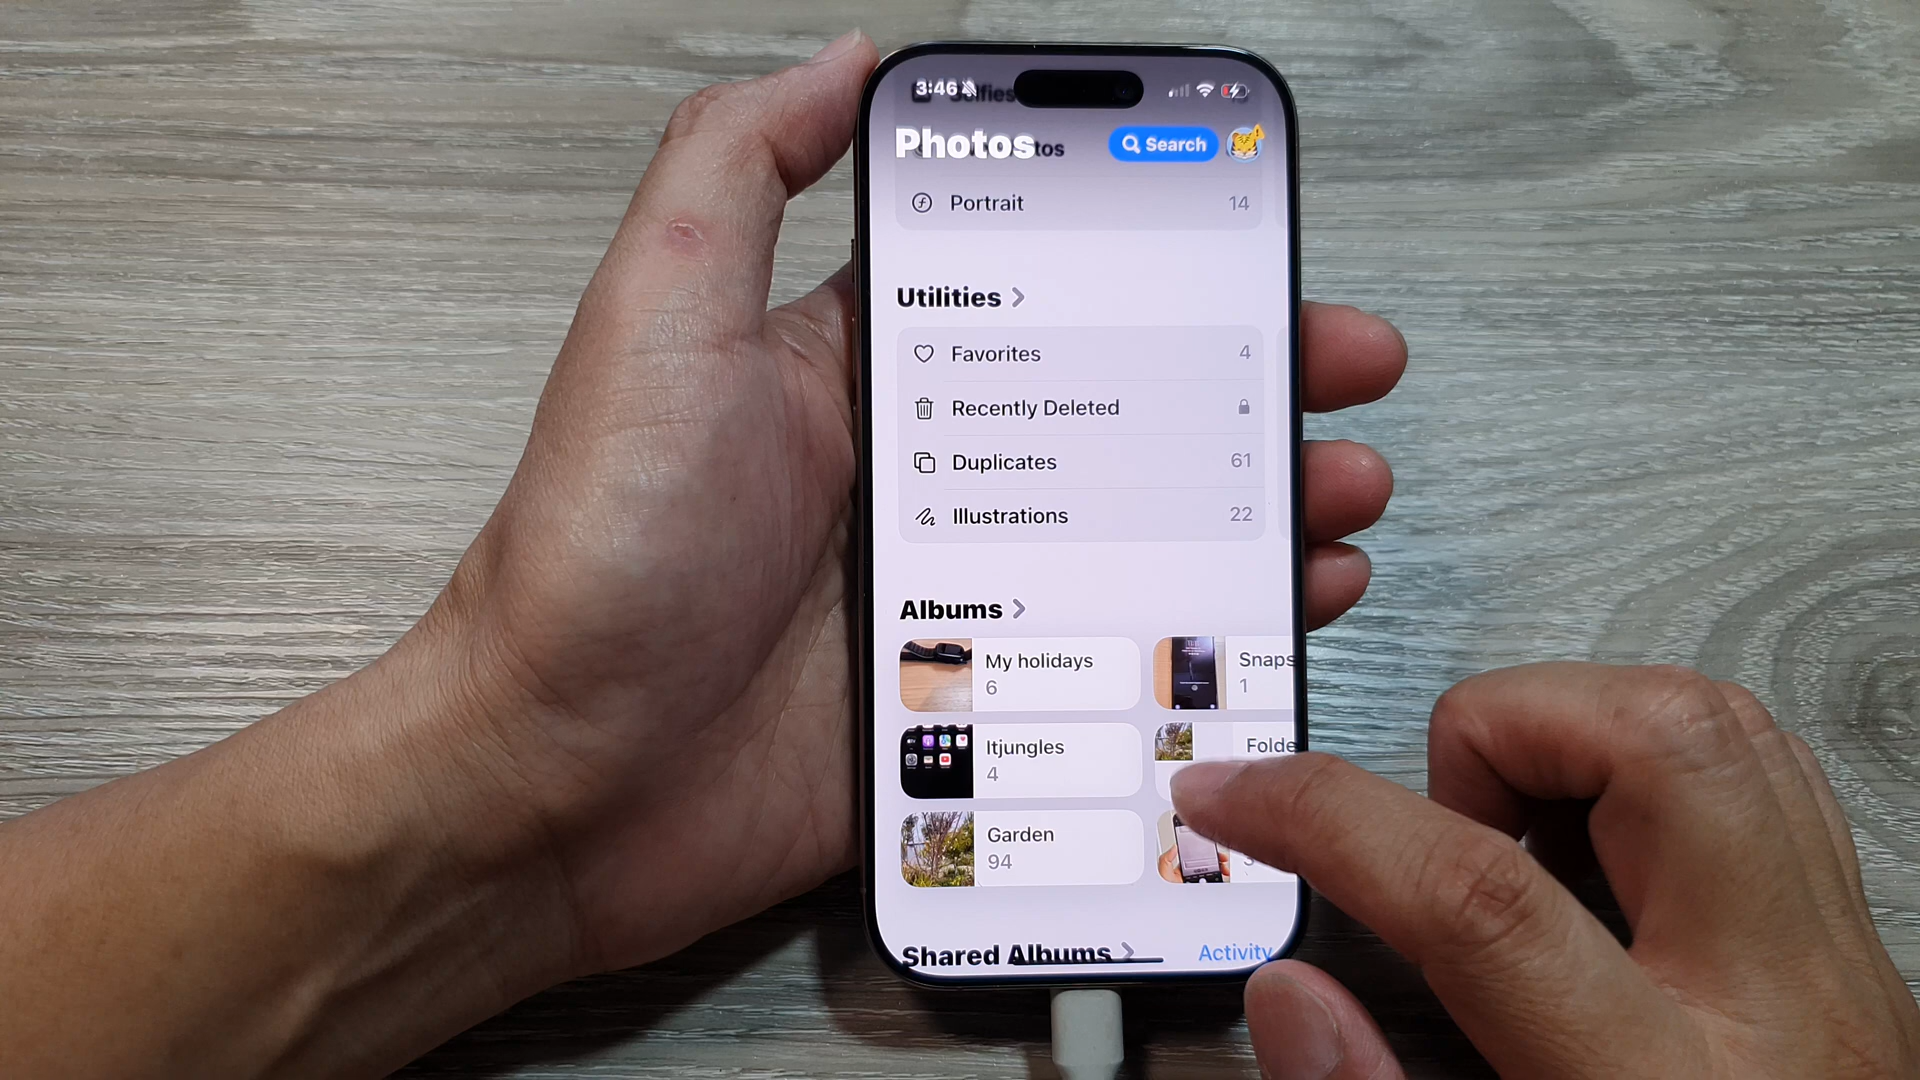 3:46
Selfies
Photos
Search
Portrait 14
Utilities
Favorites 4
Recently Deleted
Duplicates 61
Illustrations 22
Albums
My holidays
6
Snaps
1
Itjungles
4
Folde
Garden
94
Shared Albums Activity